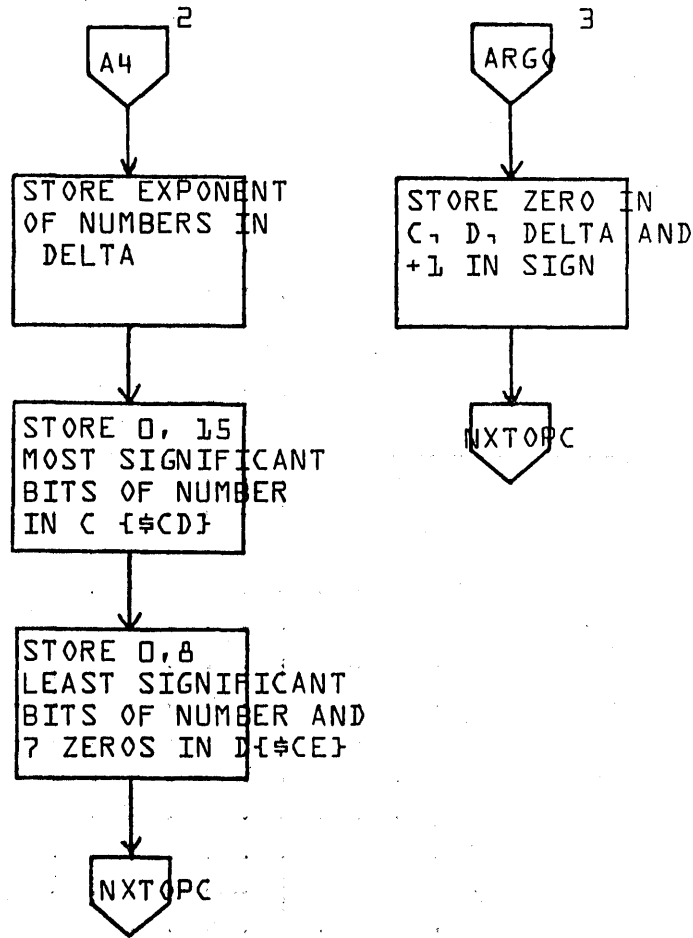 2
A4
STORE EXPONENT
OF NUMBERS IN
DELTA
STORE 0, 15
MOST SIGNIFICANT
BITS OF NUMBER
IN C {$CD}
STORE 0,8
LEAST SIGNIFICANT
BITS OF NUMBER AND
7 ZEROS IN D{$CE}
NXTOPC
3
ARGO
STORE ZERO IN
C, D, DELTA AND
+1 IN SIGN
NXTOPC